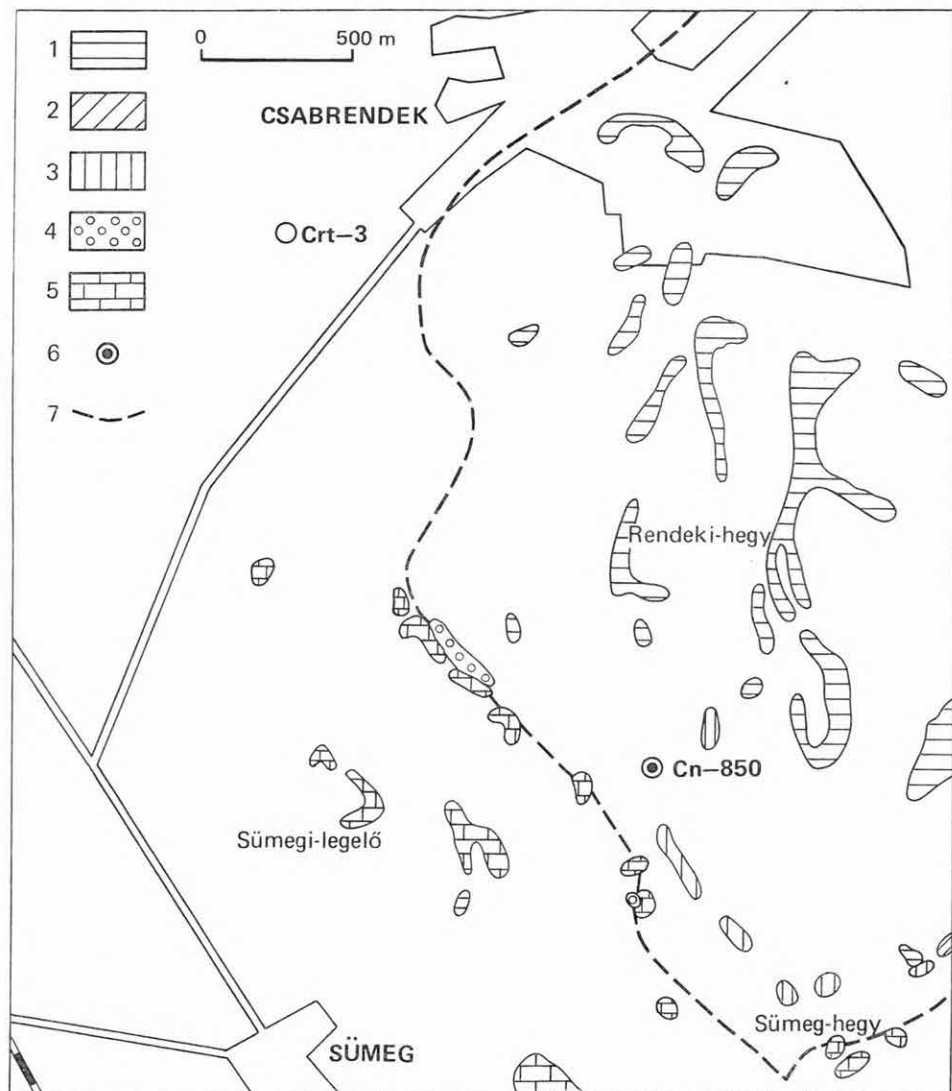 1
0 500 m
2
CSABRENDEK
3
4
Crt—3
5
6
7
Rendeki-hegy
Cn—850
Sümegi-legelő
Sümeg-hegy
SÜMEG